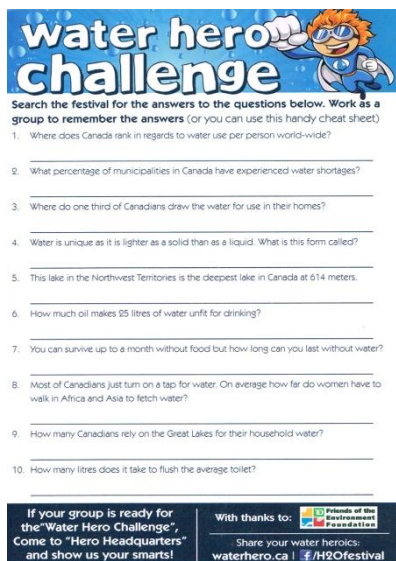 water hero
challenge
Search the festival for the answers to the questions below. Work as a
group to remember the answers (or you can use this handy cheat sheet)
1. Where does Canada rank in regards to water use per person world-wide?
2. What percentage of municipalities in Canada have experienced water shortages?
3. Where do one third of Canadians draw the water for use in their homes?
4. Water is unique as it is lighter as a solid than as a liquid. What is this form called?
5. This lake in the Northwest Territories is the deepest lake in Canada at 614 meters.
6. How much oil makes 25 litres of water unfit for drinking?
7. You can survive up to a month without food but how long can you last without water?
8. Most of Canadians just turn on a tap for water. On average how far do women have to
walk in Africa and Asia to fetch water?
9. How many Canadians rely on the Great Lakes for their household water?
10. How many litres does it take to flush the average toilet?
If your group is ready for
the"Water Hero Challenge",
Come to "Hero Headquarters"
and show us your smarts!
With thanks to:
Friends of the
Environment
Foundation
Share your water heroics:
waterhero.ca | f/H2Ofestival